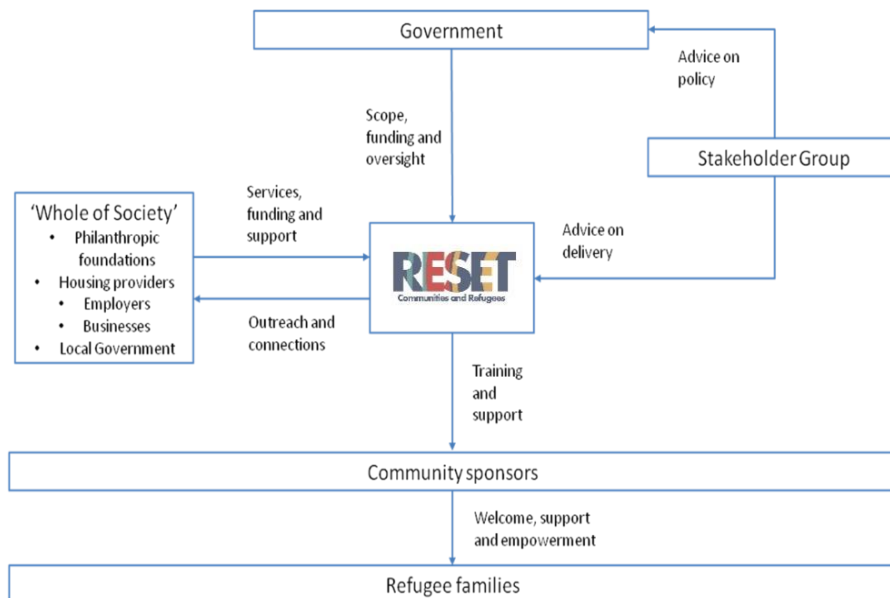 Government
Advice on
policy
Scope,
funding and
oversight
Stakeholder Group
'Whole of Society'
• Philanthropic
foundations
• Housing providers
• Employers
• Businesses
• Local Government
Services,
funding and
support
RESET
Communities and Refugees
Advice on
delivery
Outreach and
connections
Training
and
support
Community sponsors
Welcome, support
and empowerment
Refugee families